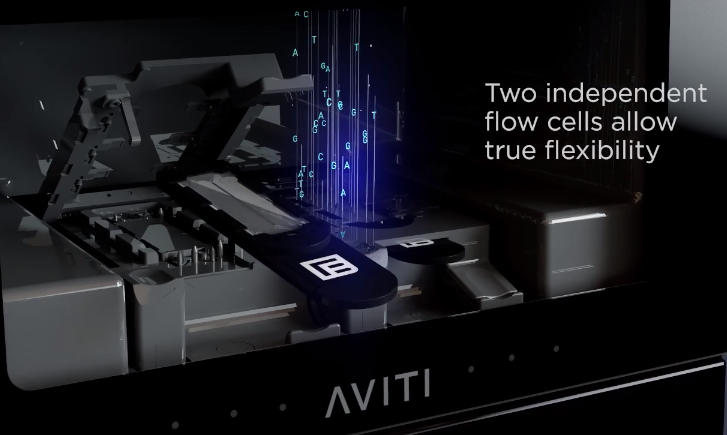 Two independent
flow cells allow
true flexibility
AVITI